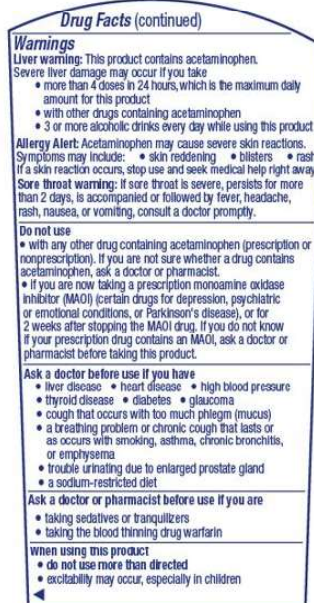 Drug Facts (continued)
Warnings
Liver warning: This product contains acetaminophen.
Severe liver damage may occur if you take
• more than 4 doses in 24 hours, which is the maximum daily
amount for this product
• with other drugs containing acetaminophen
• 3 or more alcoholic drinks every day while using this product
Allergy Alert: Acetaminophen may cause severe skin reactions.
Symptoms may include: • skin reddening • blisters • rash
If a skin reaction occurs, stop use and seek medical help right away.
Sore throat warning: If sore throat is severe, persists for more
than 2 days, is accompanied or followed by fever, headache,
rash, nausea, or vomiting, consult a doctor promptly.
Do not use
• with any other drug containing acetaminophen (prescription or
nonprescription). If you are not sure whether a drug contains
acetaminophen, ask a doctor or pharmacist.
• if you are now taking a prescription monoamine oxidase
inhibitor (MAOI) (certain drugs for depression, psychiatric
or emotional conditions, or Parkinson's disease), or for
2 weeks after stopping the MAOI drug. If you do not know
if your prescription drug contains an MAOI, ask a doctor or
pharmacist before taking this product.
Ask a doctor before use if you have
• liver disease • heart disease • high blood pressure
• thyroid disease • diabetes • glaucoma
• cough that occurs with too much phlegm (mucus)
• a breathing problem or chronic cough that lasts or
as occurs with smoking, asthma, chronic bronchitis,
or emphysema
• trouble urinating due to enlarged prostate gland
• a sodium-restricted diet
Ask a doctor or pharmacist before use if you are
• taking sedatives or tranquilizers
• taking the blood thinning drug warfarin
When using this product
• do not use more than directed
• excitability may occur, especially in children